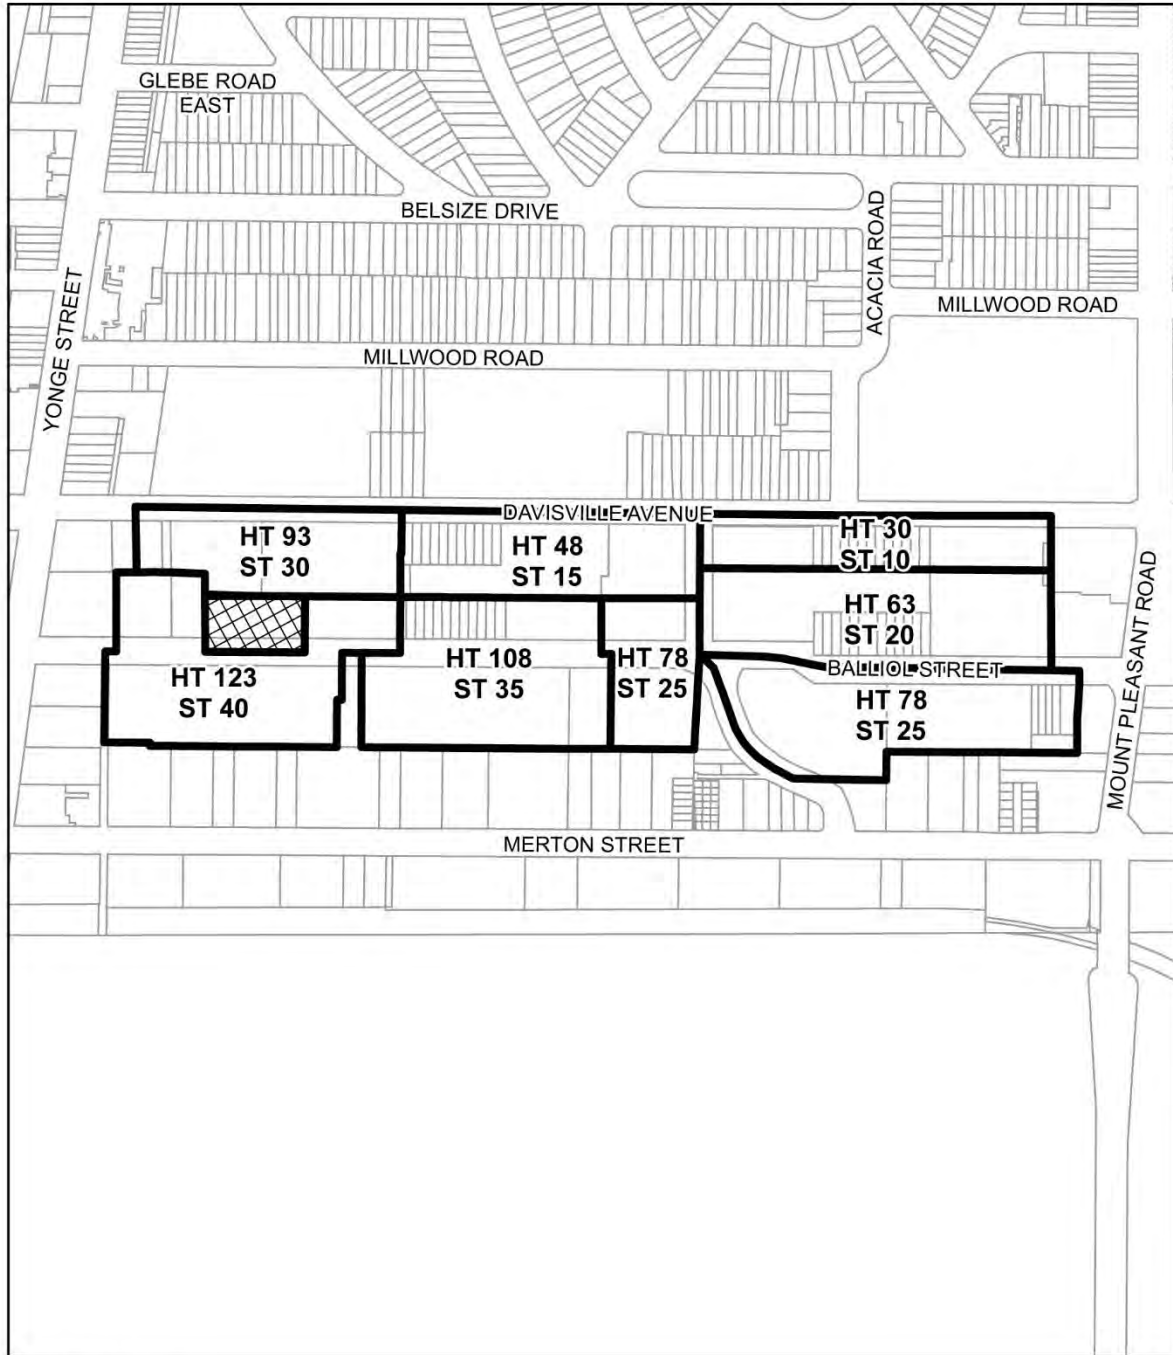 GLEBE ROAD
EAST
BELSIZE DRIVE
ACACIA ROAD
MILLWOOD ROAD
YONGE STREET
MILLWOOD ROAD
DAVISVILLE AVENUE
HT 93
ST 30
HT 48
ST 15
HT 30
ST 10
HT 63
ST 20
MOUNT PLEASANT ROAD
HT 123
ST 40
HT 108
ST 35
HT 78
ST 25
BALLIOL STREET
HT 78
ST 25
MERTON STREET